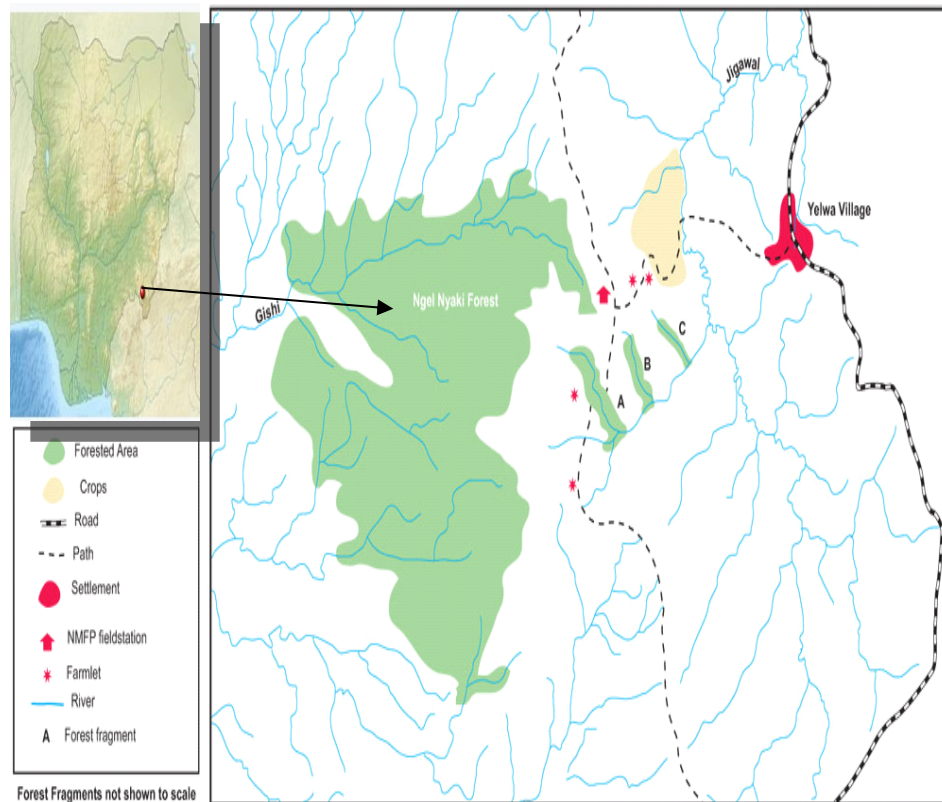 Jigawal
Yelwa Village
Ngel Nyaki Forest
Gishi
C
B
A
Forested Area
Crops
Road
Path
Settlement
NMFP fieldstation
Farmlet
River
A Forest fragment
Forest Fragments not shown to scale